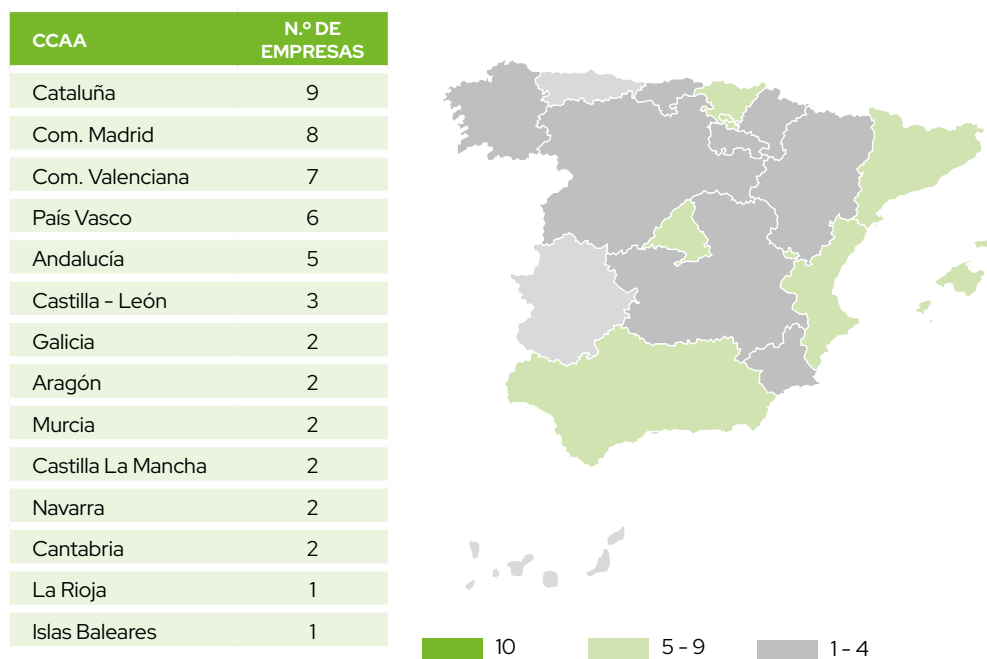 CCAA N.º DE
EMPRESAS
Cataluña 9
Com. Madrid 8
Com. Valenciana 7
País Vasco 6
Andalucía 5
Castilla - León 3
Galicia 2
Aragón 2
Murcia 2
Castilla La Mancha 2
Navarra 2
Cantabria 2
La Rioja 1
Islas Baleares 1
10 5 - 9 1 - 4